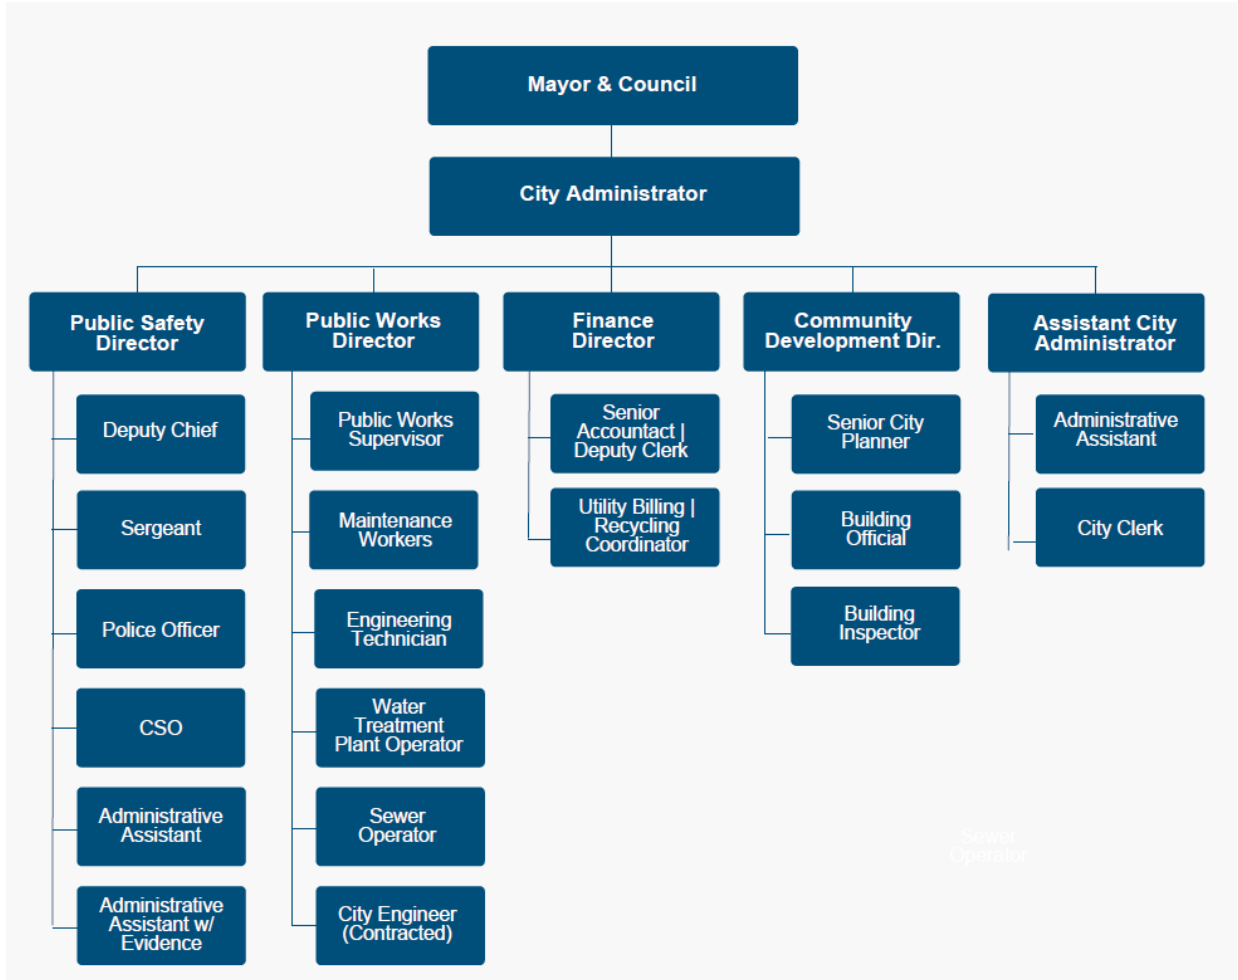 Mayor & Council
City Administrator
Public Safety
Director
Deputy Chief
Sergeant
Police Officer
CSO
Administrative
Assistant
Administrative
Assistant w/
Evidence
Public Works
Director
Public Works
Supervisor
Maintenance
Workers
Engineering
Technician
Water
Treatment
Plant Operator
Sewer
Operator
City Engineer
(Contracted)
Finance
Director
Senior
Accountact |
Deputy Clerk
Utility Billing |
Recycling
Coordinator
Community
Development Dir.
Senior City
Planner
Building
Official
Building
Inspector
Assistant City
Administrator
Administrative
Assistant
City Clerk
Sewer
Operator